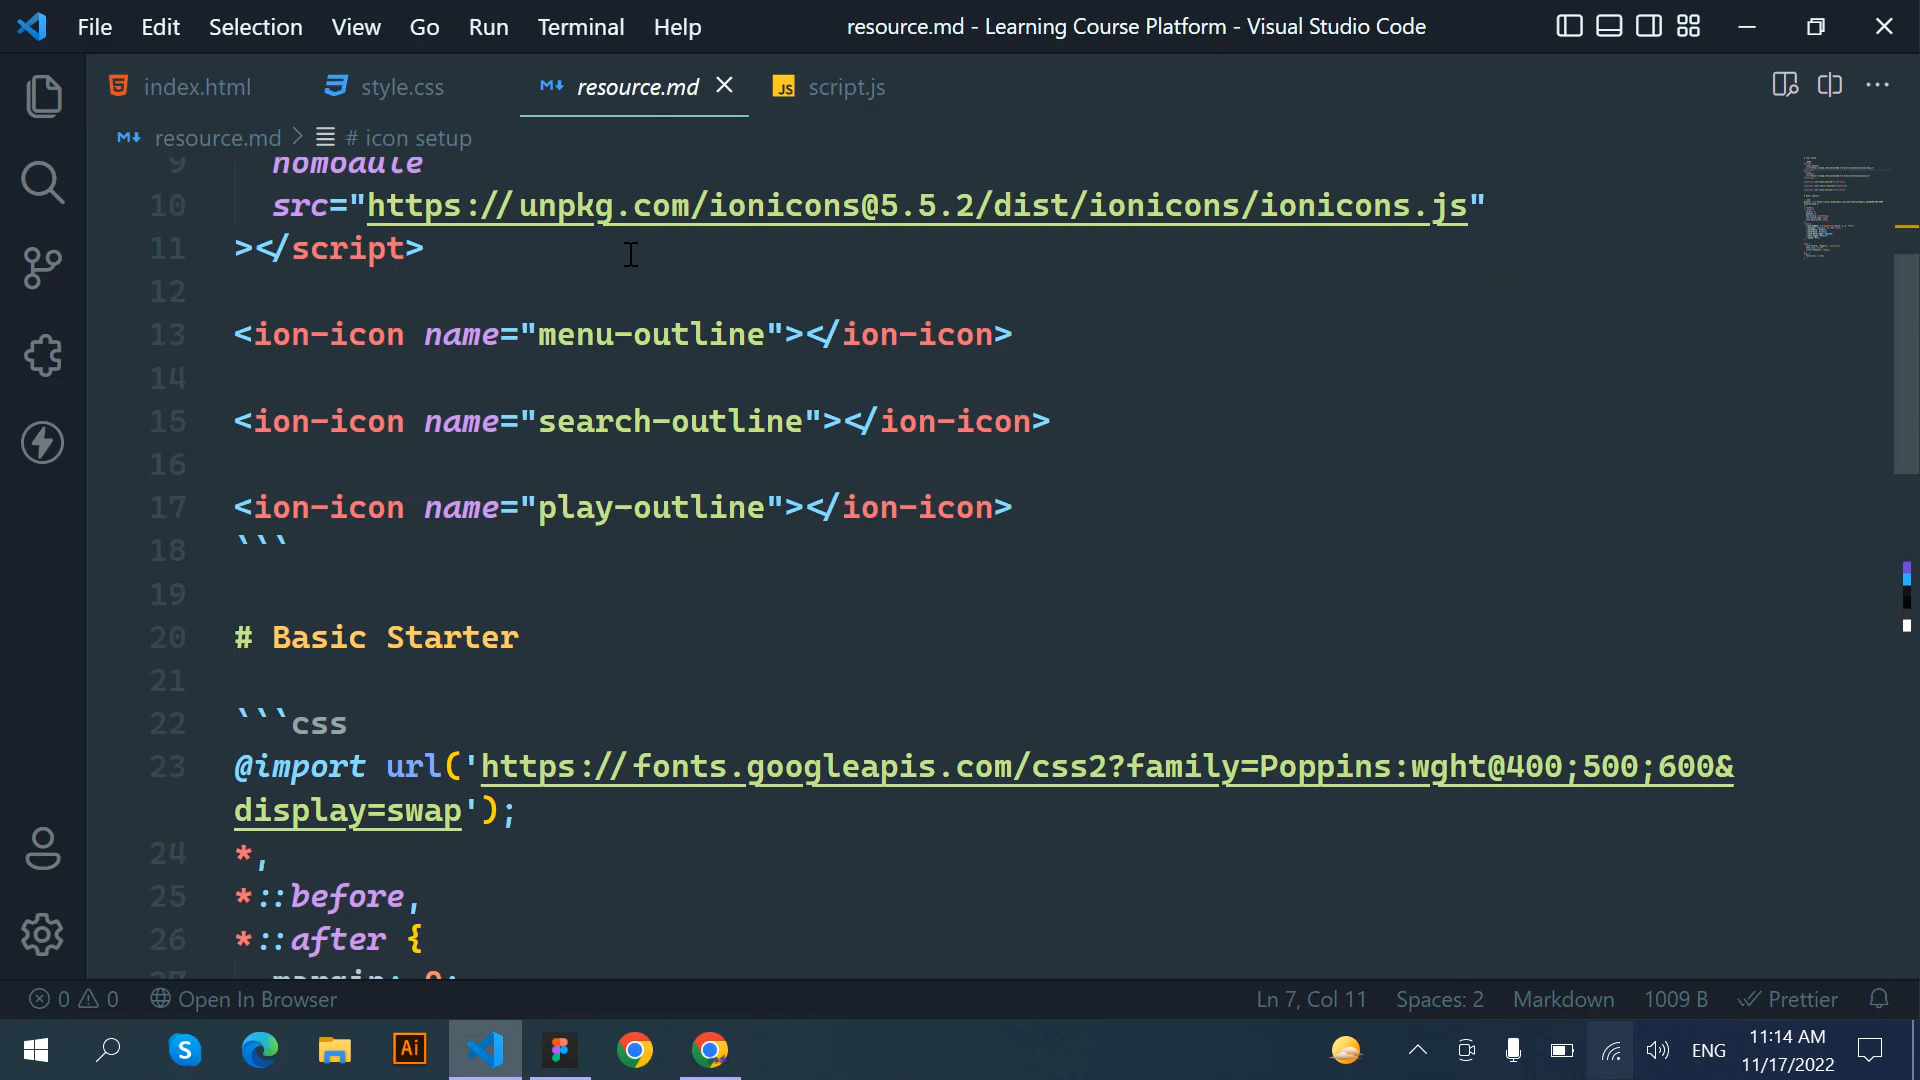 File Edit Selection View Go Run Terminal Help resource.md - Learning Course Platform - Visual Studio Code
index.html style.css resource.md script.js
resource.md > # icon setup
9 nomodule
10 src="https://unpkg.com/ionicons@5.5.2/dist/ionicons/ionicons.js"
11 ></script>
12
13 <ion-icon name="menu-outline"></ion-icon>
14
15 <ion-icon name="search-outline"></ion-icon>
16
17 <ion-icon name="play-outline"></ion-icon>
18 ```
19
20 # Basic Starter
21
22 ```css
23 @import url('https://fonts.googleapis.com/css2?family=Poppins:wght@400;500;600&
display=swap');
24 *,
25 *::before,
26 *::after {
27 margin: 0;
0 0 Open In Browser Ln 7, Col 11 Spaces: 2 Markdown 1009 B Prettier
ENG 11:14 AM
11/17/2022